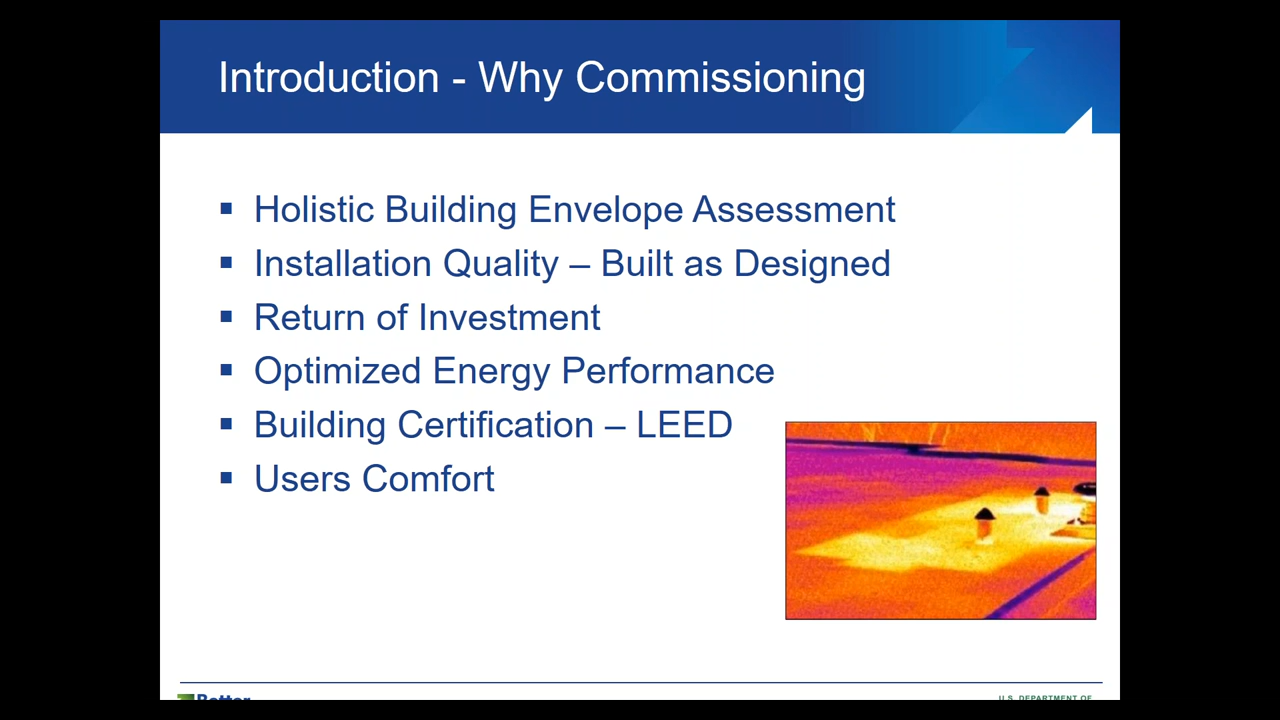 Introduction - Why Commissioning
▪ Holistic Building Envelope Assessment
▪ Installation Quality – Built as Designed
▪ Return of Investment
▪ Optimized Energy Performance
▪ Building Certification – LEED
▪ Users Comfort
Better
U.S. DEPARTMENT OF